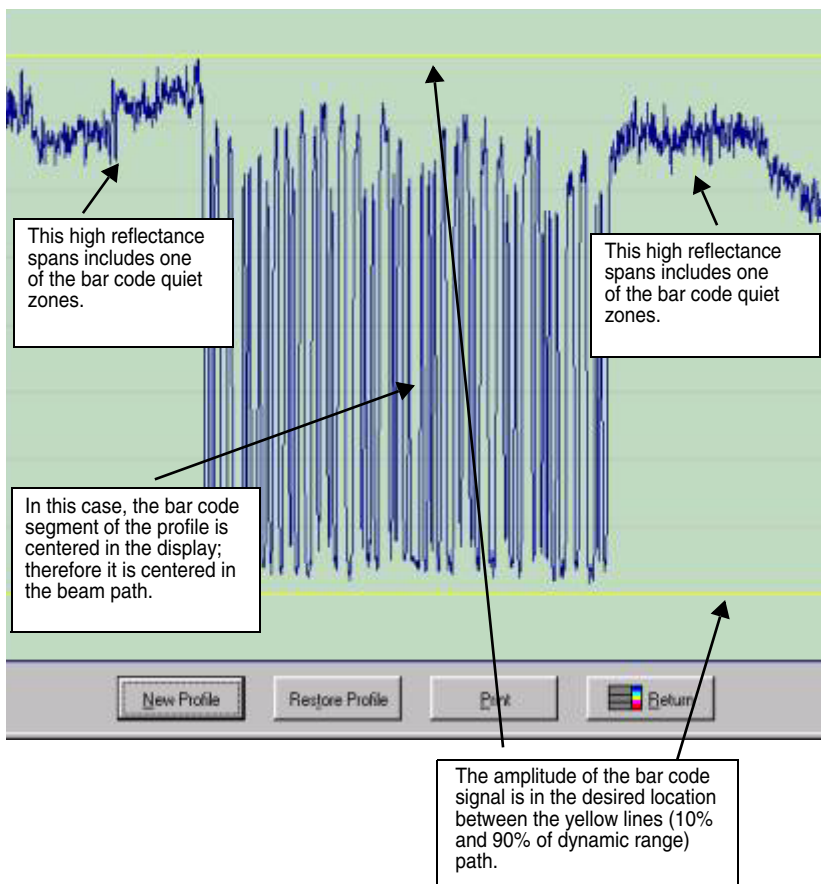 This high reflectance
spans includes one
of the bar code quiet
zones.
This high reflectance
spans includes one
of the bar code quiet
zones.
In this case, the bar code
segment of the profile is
centered in the display;
therefore it is centered in
the beam path.
New Profile
Restore Profile
Print
Return
The amplitude of the bar code
signal is in the desired location
between the yellow lines (10%
and 90% of dynamic range)
path.